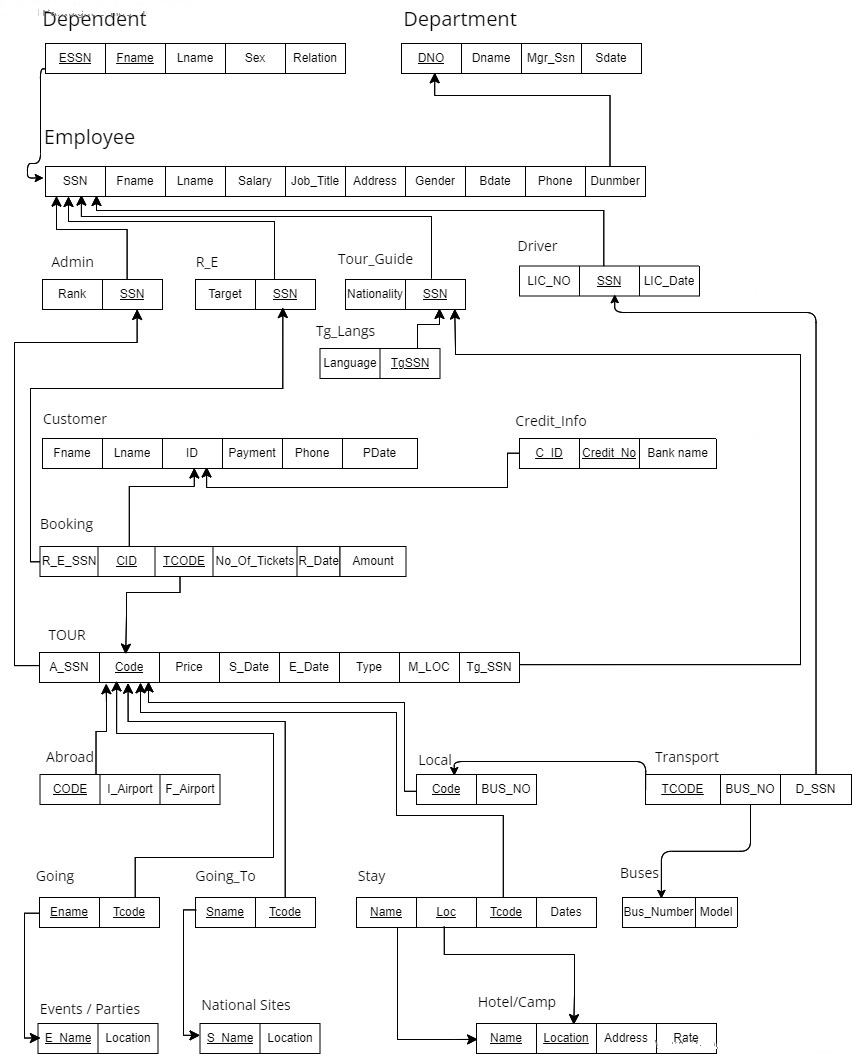 Dependent
Department
ESSN Fname Lname Sex Relation
DNO Dname Mgr_Ssn Sdate
Employee
SSN Fname Lname Salary Job_Title Address Gender Bdate Phone Dunmber
Admin
R_E
Tour_Guide
Driver
Rank SSN
Target SSN
Nationality SSN
LIC_NO SSN LIC_Date
Tg_Langs
Language TgSSN
Customer
Credit_Info
Fname Lname ID Payment Phone PDate
C_ID Credit_No Bank name
Booking
R_E_SSN CID TCODE No_Of_Tickets R_Date Amount
TOUR
A_SSN Code Price S_Date E_Date Type M_LOC Tg_SSN
Abroad
Local
Transport
CODE I_Airport F_Airport
Code BUS_NO
TCODE BUS_NO D_SSN
Going
Going_To
Stay
Buses
Ename Tcode
Sname Tcode
Name Loc Tcode Dates
Bus_Number Model
Events / Parties
National Sites
Hotel/Camp
E_Name Location
S_Name Location
Name Location Address Rate